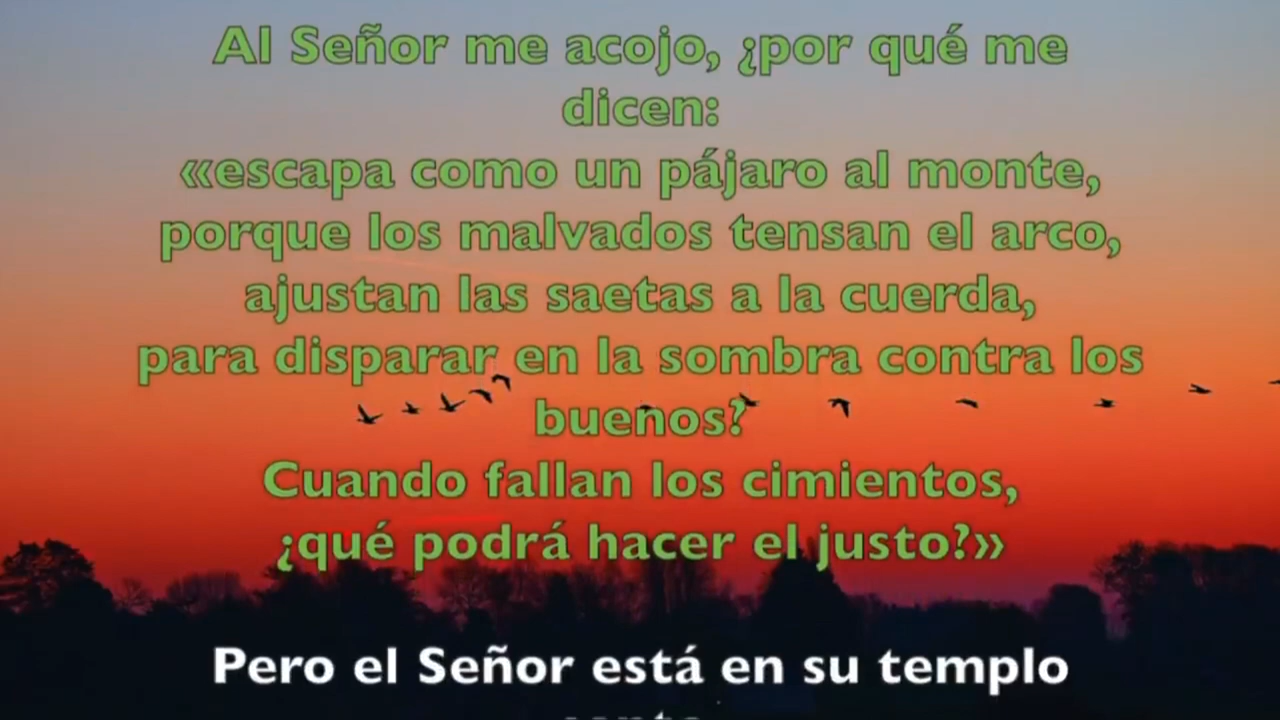 Al Señor me acojo, ¿por qué me
dicen:
«escapa como un pájaro al monte,
porque los malvados tensan el arco,
ajustan las saetas a la cuerda,
para disparar en la sombra contra los
buenos?
Cuando fallan los cimientos,
¿qué podrá hacer el justo?»
Pero el Señor está en su templo